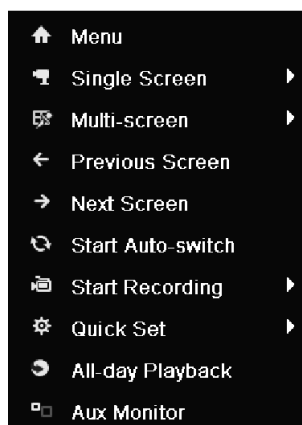 Menu
Single Screen
Multi-screen
Previous Screen
Next Screen
Start Auto-switch
Start Recording
Quick Set
All-day Playback
Aux Monitor